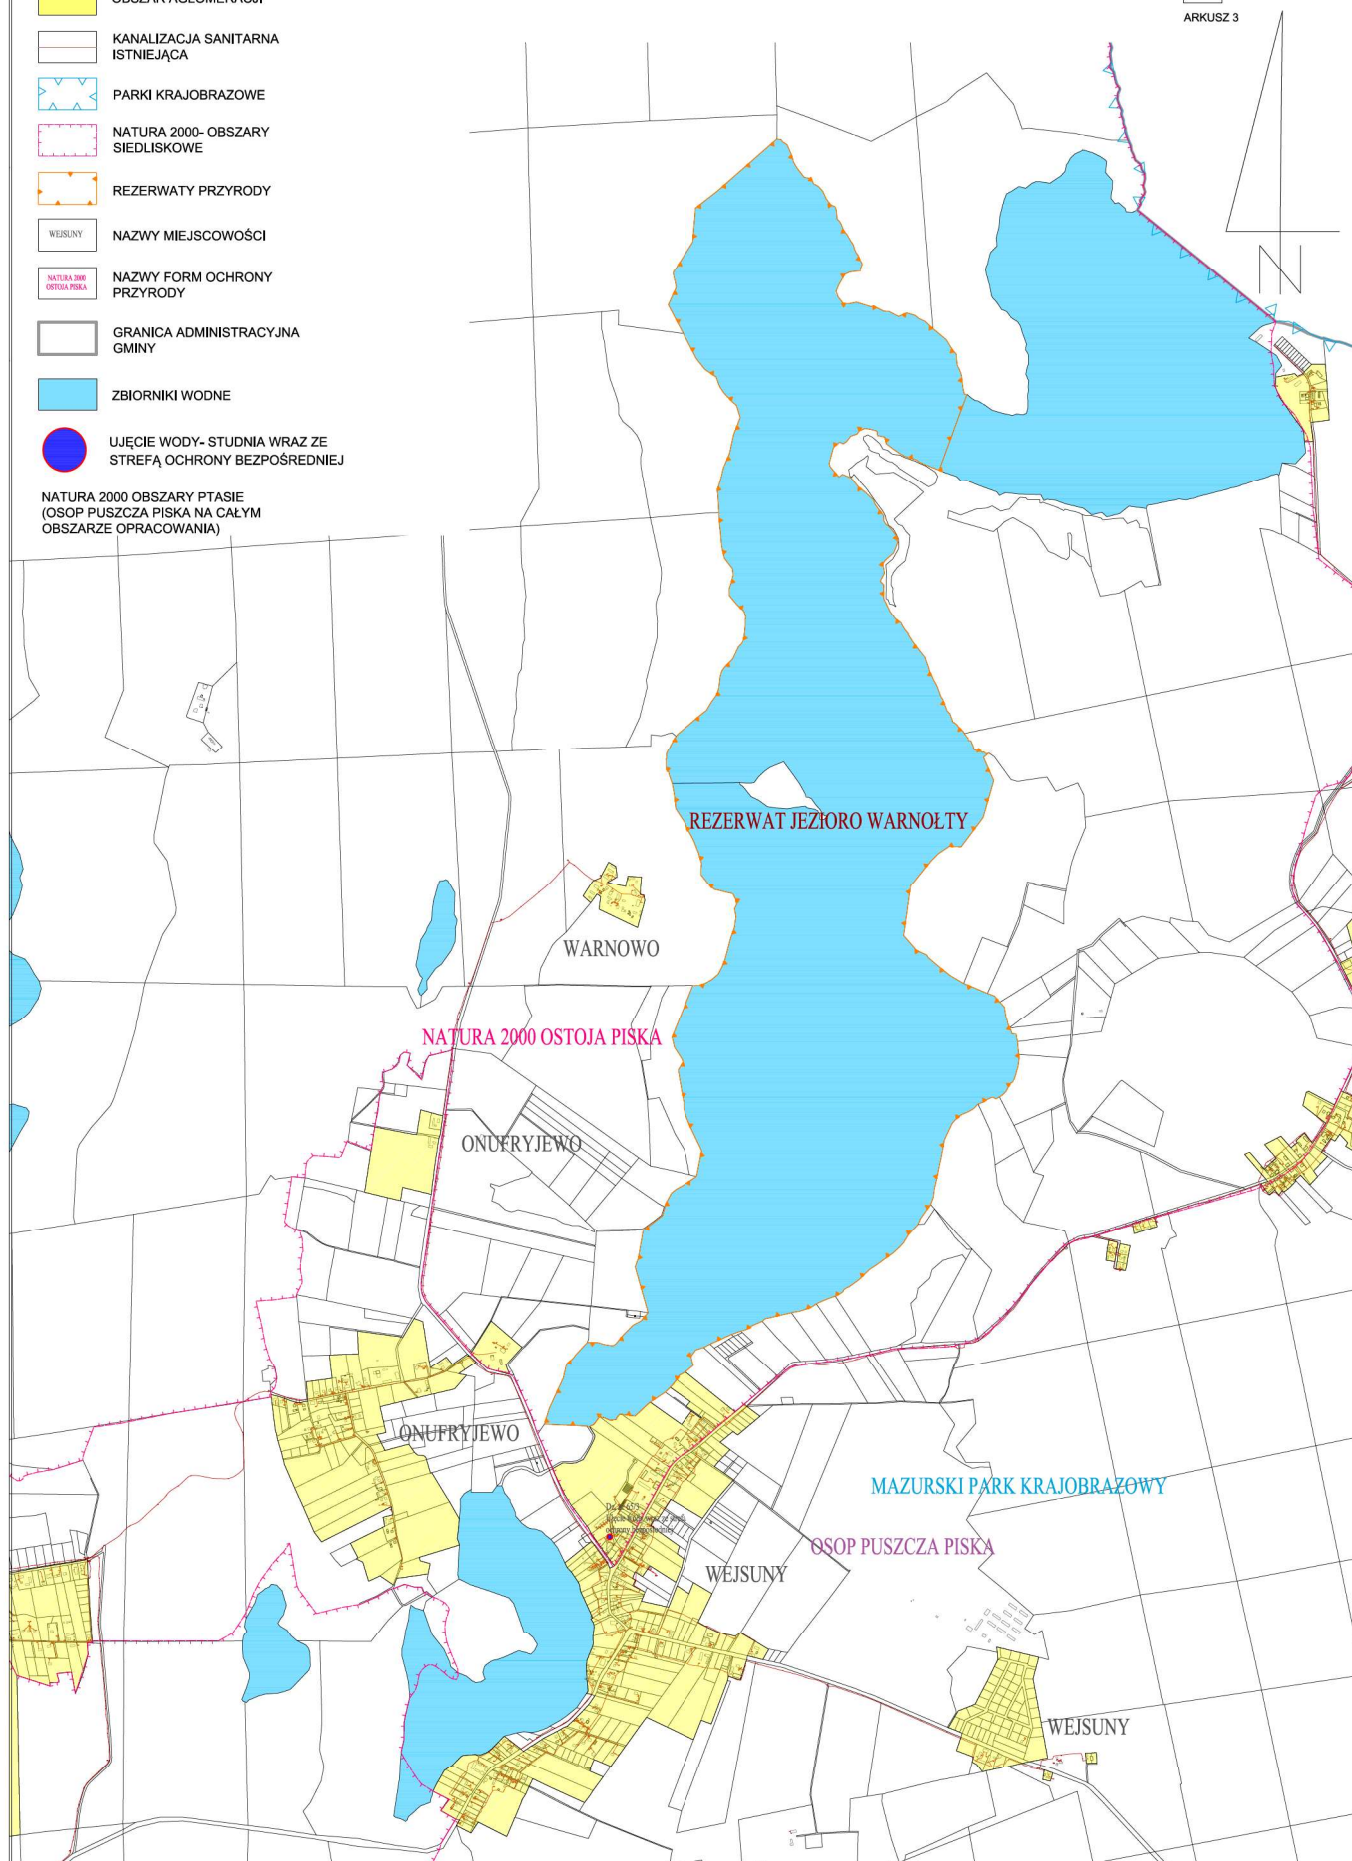 ARKUSZ 3
KANALIZACJA SANITARNA
ISTNIEJĄCA
PARKI KRAJOBRAZOWE
NATURA 2000- OBSZARY
SIEDLISKOWE
REZERWATY PRZYRODY
WEJSUNY
NAZWY MIEJSCOWOŚCI
NATURA 2000
OSTOJA PISKA
NAZWY FORM OCHRONY
PRZYRODY
GRANICA ADMINISTRACYJNA
GMINY
ZBIORNIKI WODNE
UJĘCIE WODY- STUDNIA WRAZ ZE
STREFĄ OCHRONY BEZPOŚREDNIEJ
NATURA 2000 OBSZARY PTASIE
(OSOP PUSZCZA PISKA NA CAŁYM
OBSZARZE OPRACOWANIA)
N
REZERWAT JEZIORO WARNOŁTY
WARNOWO
NATURA 2000 OSTOJA PISKA
ONUFRYJEWO
ONUFRYJEWO
MAZURSKI PARK KRAJOBRAZOWY
OSOP PUSZCZA PISKA
WEJSUNY
WEJSUNY